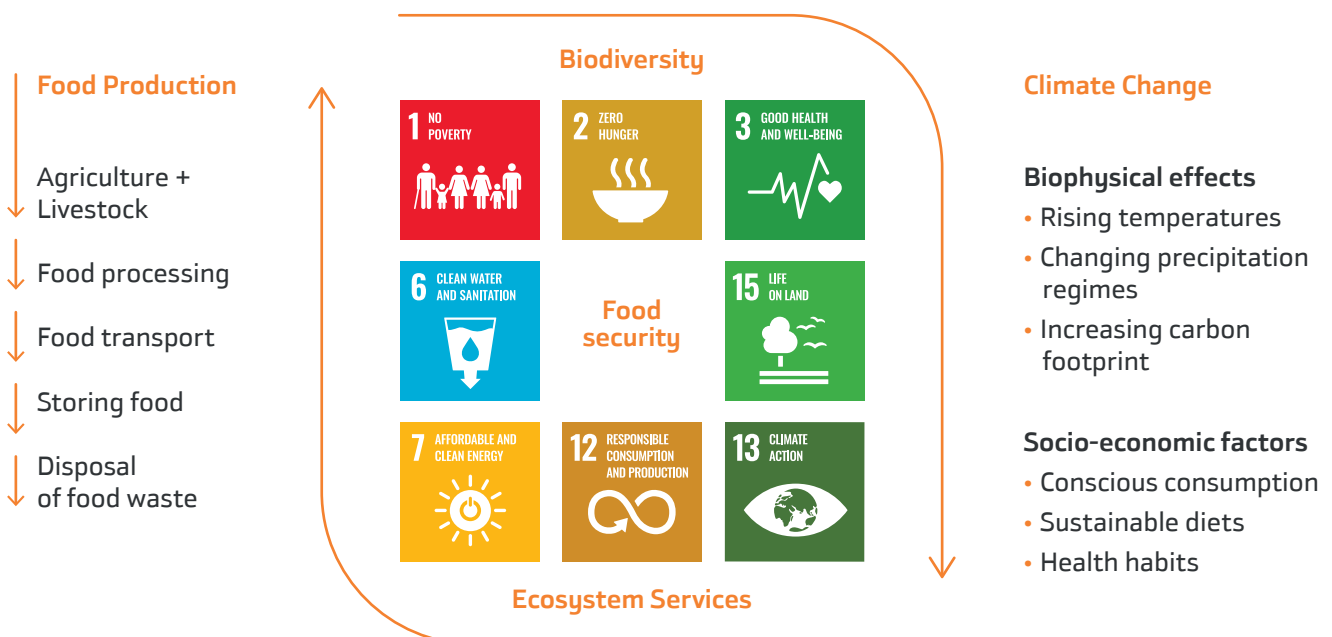 Food Production
Agriculture +
Livestock
Food processing
Food transport
Storing food
Disposal
of food waste
Biodiversity
1 NO
POVERTY
2 ZERO
HUNGER
3 GOOD HEALTH
AND WELL-BEING
6 CLEAN WATER
AND SANITATION
Food
security
15 LIFE
ON LAND
7 AFFORDABLE AND
CLEAN ENERGY
12 RESPONSIBLE
CONSUMPTION
AND PRODUCTION
13 CLIMATE
ACTION
Ecosystem Services
Climate Change
Biophysical effects
• Rising temperatures
• Changing precipitation
regimes
• Increasing carbon
footprint
Socio-economic factors
• Conscious consumption
• Sustainable diets
• Health habits